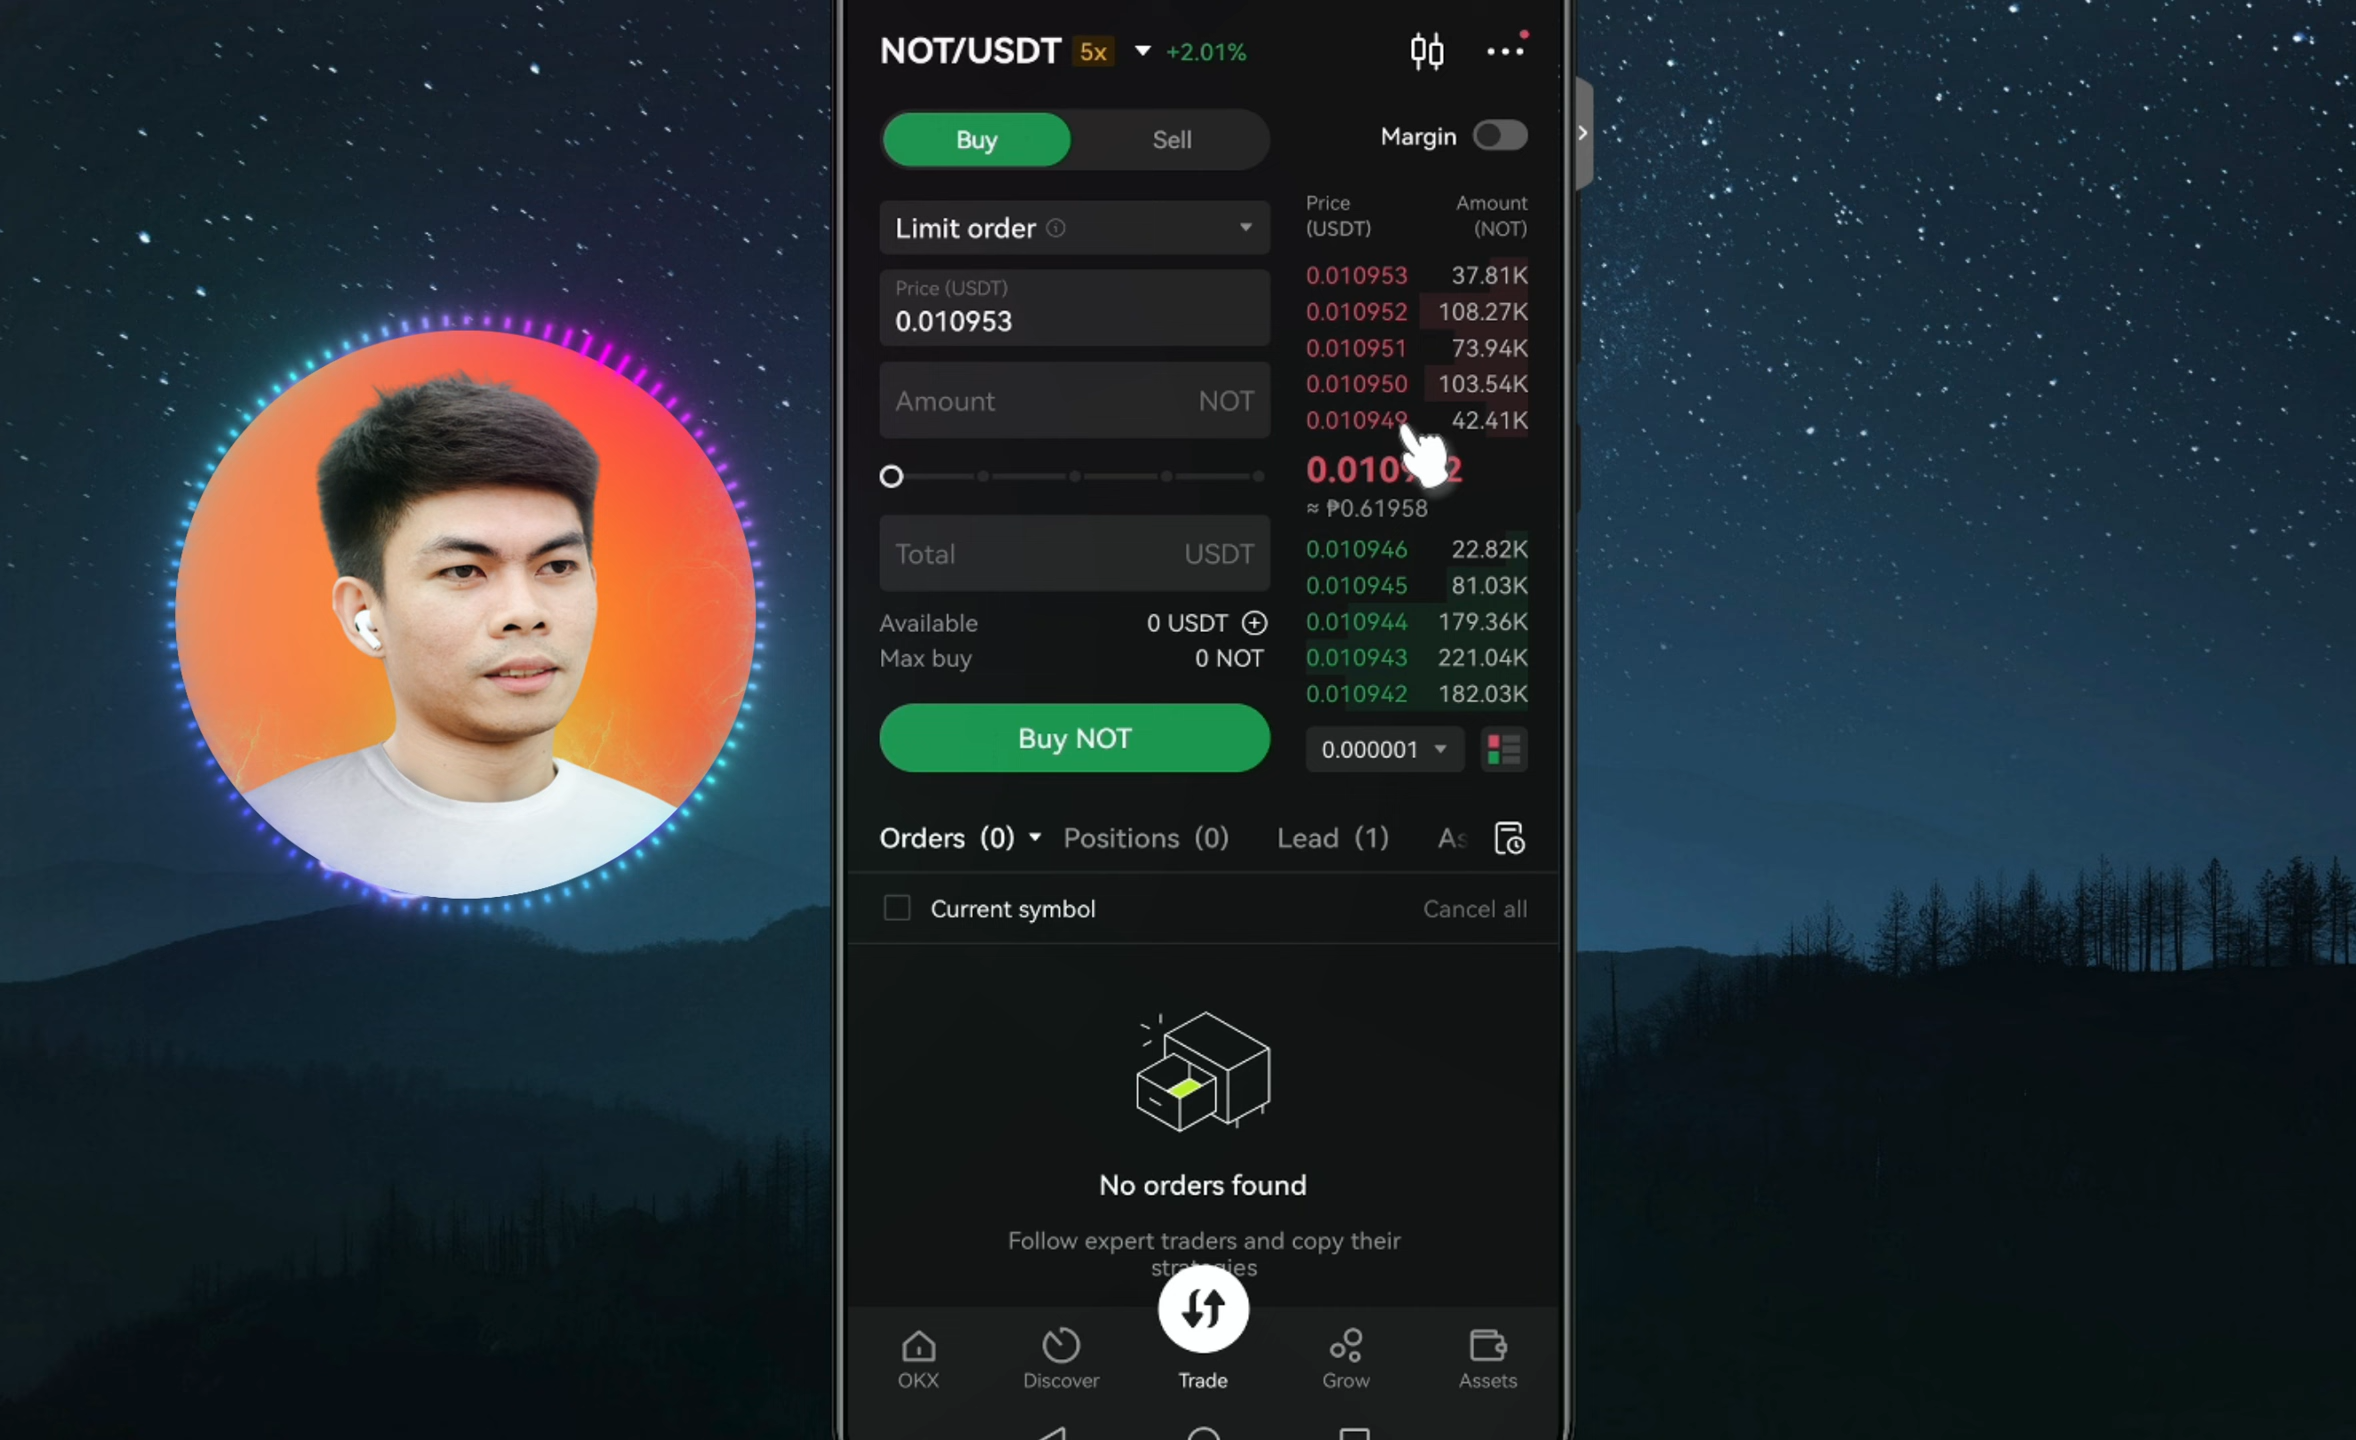 NOT/USDT 5x +2.01%
Buy Sell
Margin
Limit order
Price (USDT)
0.010953
Amount NOT
Total USDT
Available 0 USDT
Max buy 0 NOT
Buy NOT
Price Amount
(USDT) (NOT)
0.010953 37.81K
0.010952 108.27K
0.010951 73.94K
0.010950 103.54K
0.010949 42.41K
≈ ₱0.61958
0.010946 22.82K
0.010945 81.03K
0.010944 179.36K
0.010943 221.04K
0.010942 182.03K
0.000001
Orders (0) Positions (0) Lead (1) As
Current symbol Cancel all
No orders found
Follow expert traders and copy their
strategies
OKX Discover Trade Grow Assets